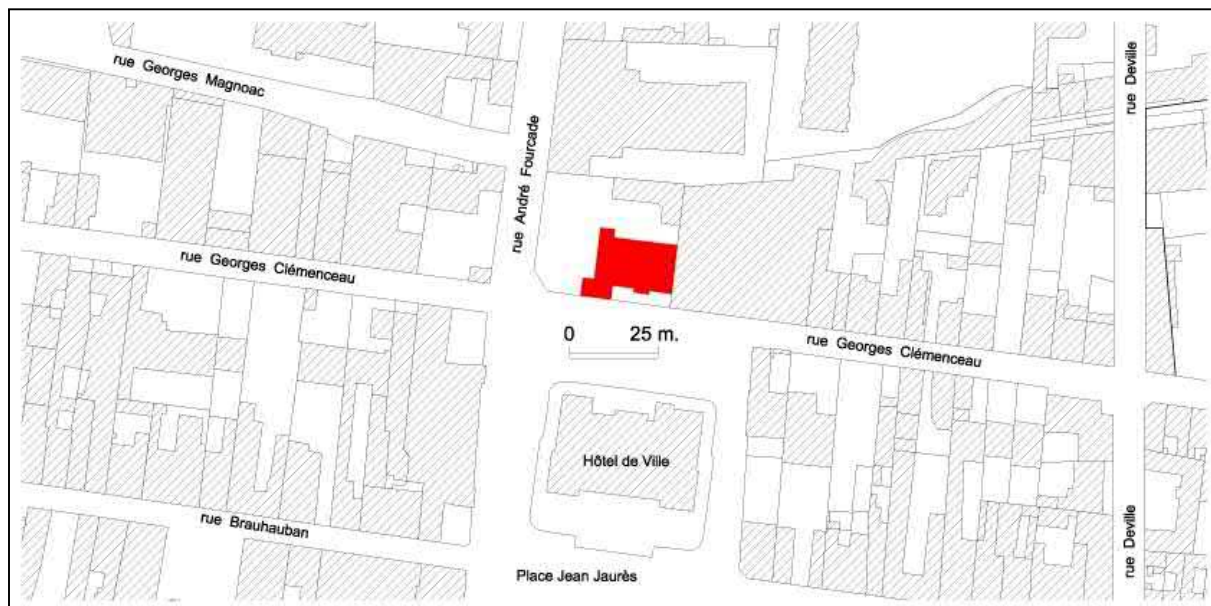 rue Georges Magnoac
rue Deville
rue André Fourcade
rue Georges Clémenceau
0 25 m.
rue Georges Clémenceau
Hôtel de Ville
rue Brauhauban
rue Deville
Place Jean Jaurès